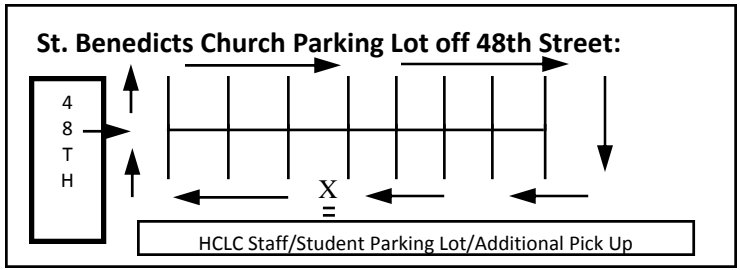 St. Benedicts Church Parking Lot off 48th Street:
4
8
T
H
X
=
HCLC Staff/Student Parking Lot/Additional Pick Up